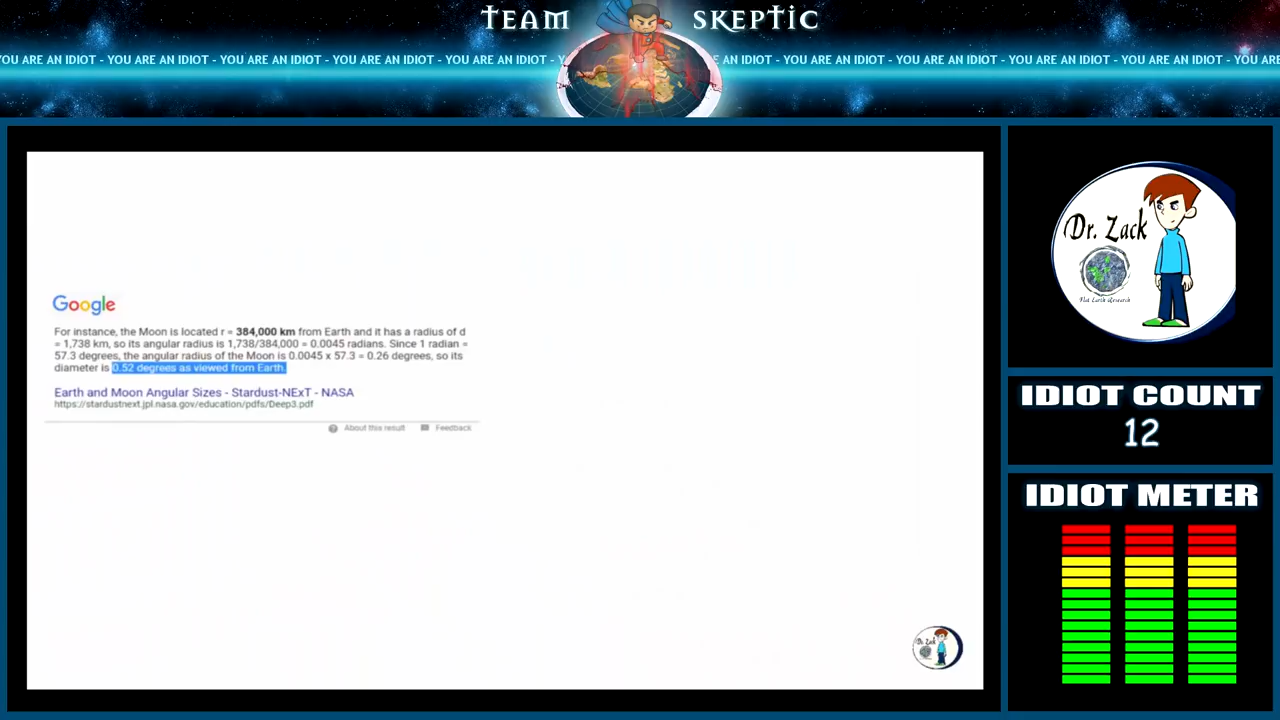 TEAM SKEPTIC
YOU ARE AN IDIOT - YOU ARE AN IDIOT - YOU ARE AN IDIOT - YOU ARE AN IDIOT - YOU ARE AN IDIOT -
AN IDIOT - YOU ARE AN IDIOT - YOU ARE AN IDIOT - YOU ARE AN IDIOT - YOU ARE AN IDIOT - YOU ARE
Google
For instance, the Moon is located r = 384,000 km from Earth and it has a radius of d
= 1,738 km, so its angular radius is 1,738/384,000 = 0.0045 radians. Since 1 radian =
57.3 degrees, the angular radius of the Moon is 0.0045 x 57.3 = 0.26 degrees, so its
diameter is 0.52 degrees as viewed from Earth.
Earth and Moon Angular Sizes - Stardust-NExT - NASA
https://stardustnext.jpl.nasa.gov/education/pdfs/Deep3.pdf
About this result Feedback
Dr. Zack
Dr. Zack
Flat Earth Research
IDIOT COUNT
12
IDIOT METER